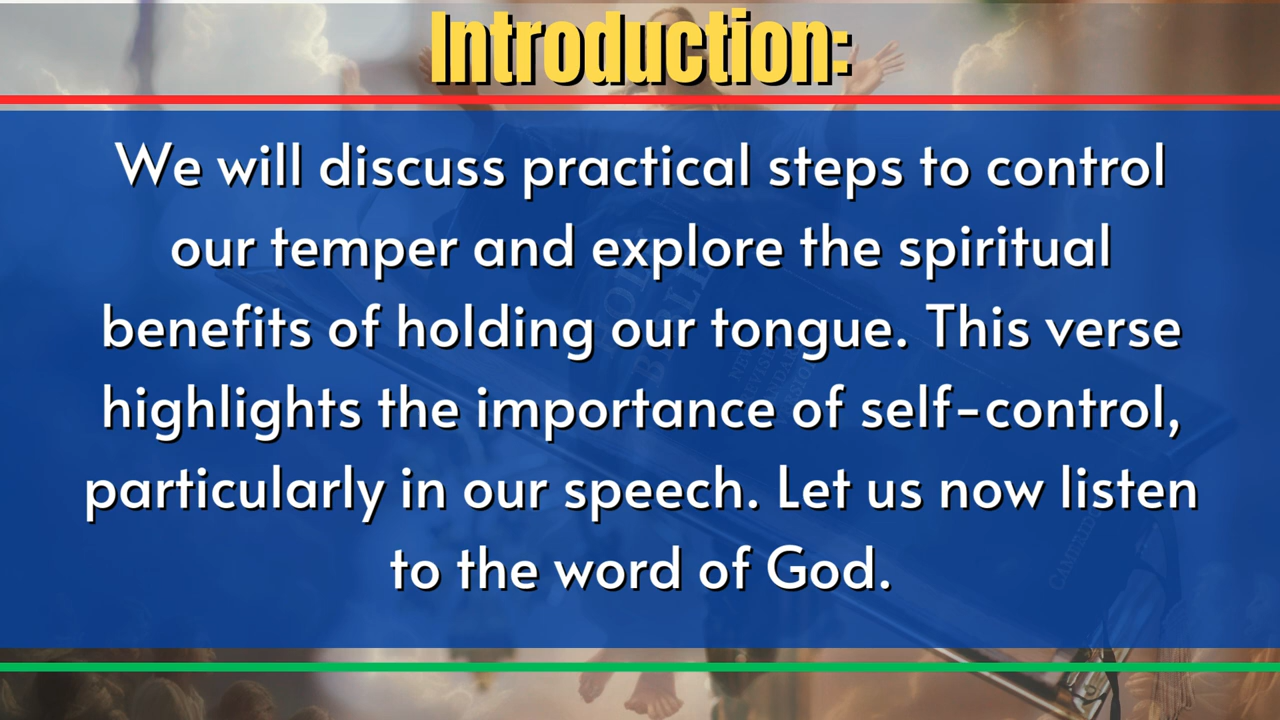 Introduction:
We will discuss practical steps to control
our temper and explore the spiritual
benefits of holding our tongue. This verse
highlights the importance of self-control,
particularly in our speech. Let us now listen
to the word of God.
HOLY
BIBLE